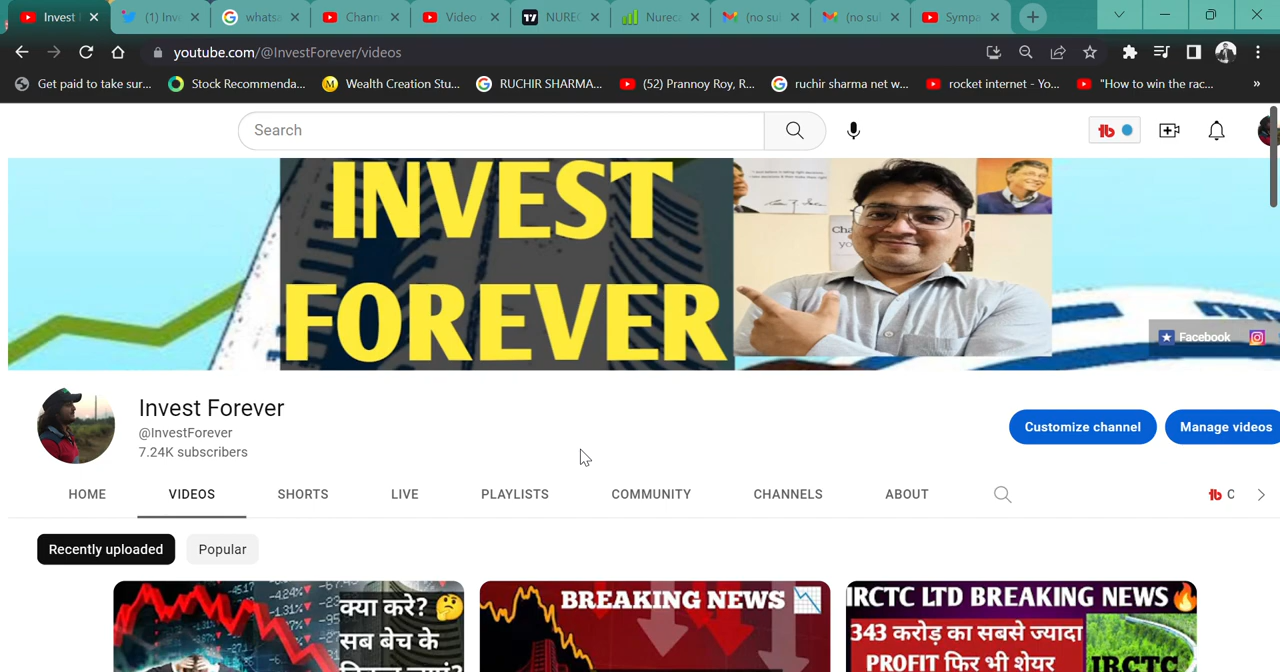 Invest
(1) Inv
whats
Chann
Video
NUREC
Nureca
(no su
(no su
Sympa
youtube.com/@InvestForever/videos
Get paid to take sur...
Stock Recommenda...
Wealth Creation Stu...
RUCHIR SHARMA...
(52) Prannoy Roy, R...
ruchir sharma net w...
rocket internet - Yo...
"How to win the rac...
»
Search
INVEST
FOREVER
Facebook
Invest Forever
@InvestForever
7.24K subscribers
Customize channel
Manage videos
HOME
VIDEOS
SHORTS
LIVE
PLAYLISTS
COMMUNITY
CHANNELS
ABOUT
Recently uploaded
Popular
क्या करे? 🤔
सब बेच के
BREAKING NEWS
IRCTC LTD BREAKING NEWS🔥
343 करोड़ का सबसे ज्यादा
PROFIT फिर भी शेयर
IRCTC